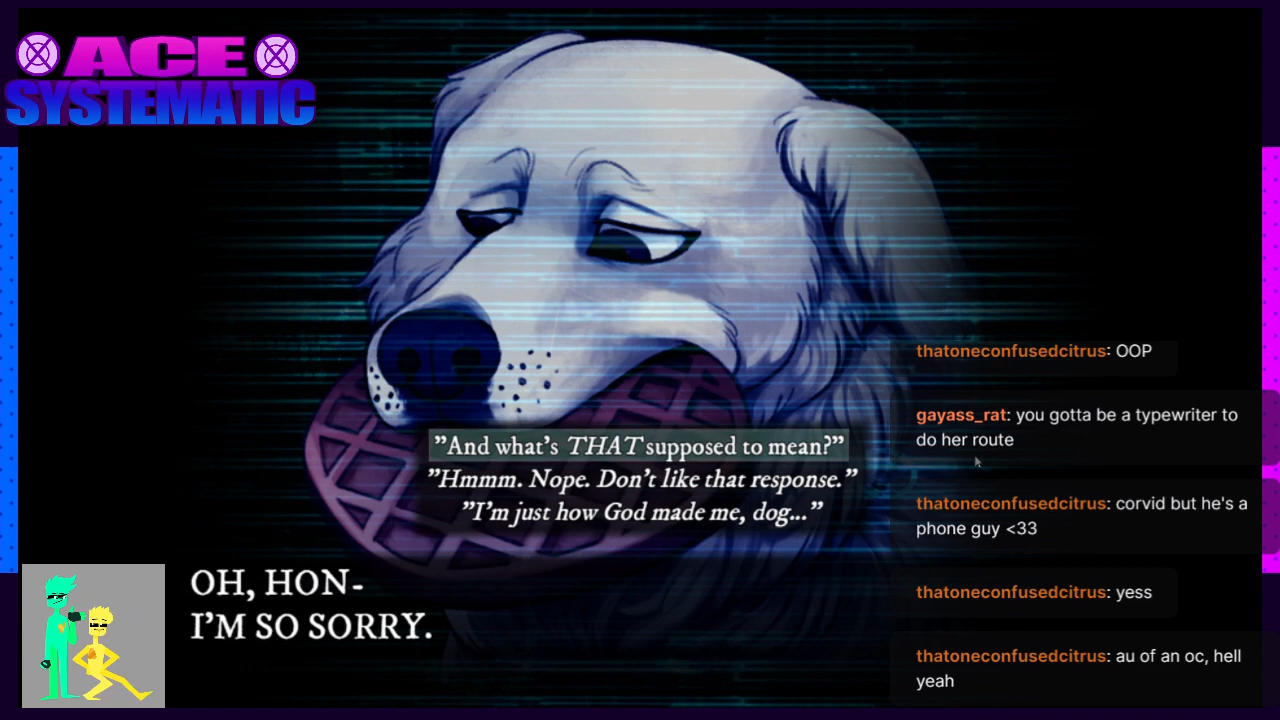 ACE
SYSTEMATIC
"And what's THAT supposed to mean?"
"Hmmm. Nope. Don't like that response."
"I'm just how God made me, dog..."
OH, HON-
I'M SO SORRY.
thatoneconfusedcitrus: OOP
gayass_rat: you gotta be a typewriter to
do her route
thatoneconfusedcitrus: corvid but he's a
phone guy <33
thatoneconfusedcitrus: yess
thatoneconfusedcitrus: au of an oc, hell
yeah